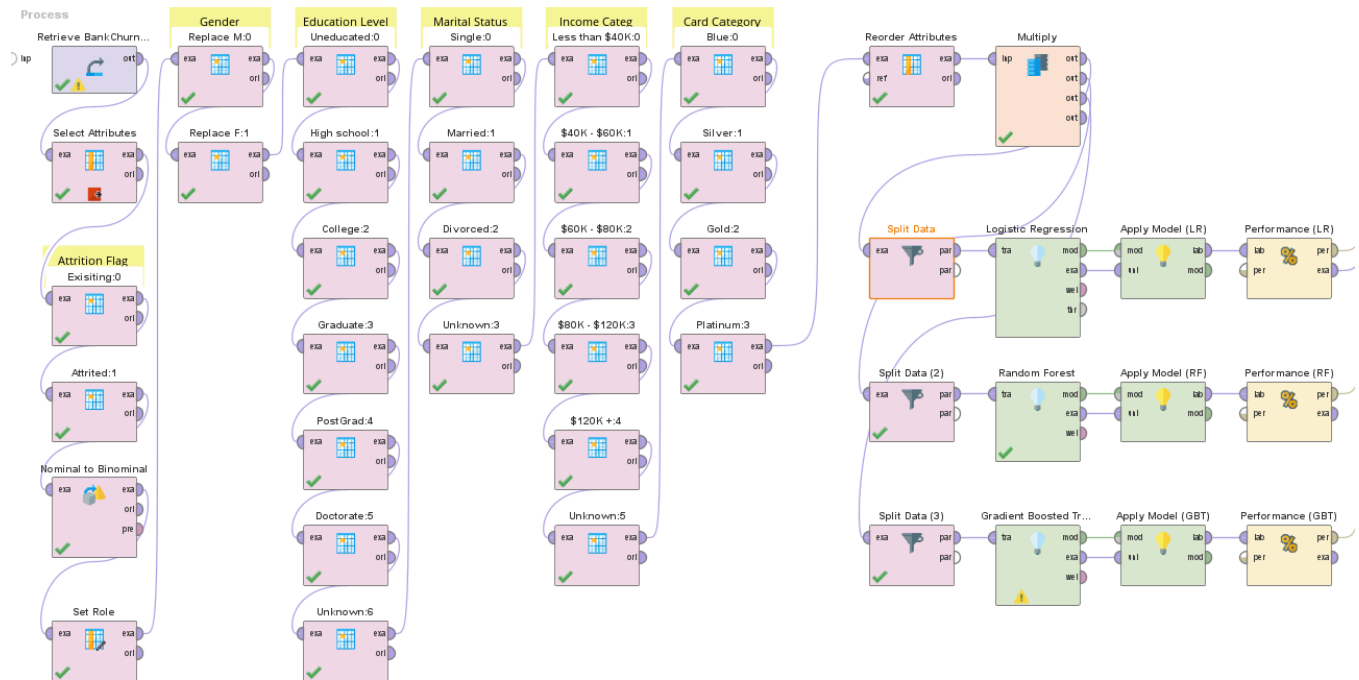 Process
Inp
Retrieve BankChurn...
out
Select Attributes
exa exa
ori
Attrition Flag
Exisiting:0
exa exa
ori
Attrited:1
exa exa
ori
Nominal to Binominal
exa exa
ori
pre
Set Role
exa exa
ori
Gender
Replace M:0
exa exa
ori
Replace F:1
exa exa
ori
Education Level
Uneducated:0
exa exa
ori
High school:1
exa exa
ori
College:2
exa exa
ori
Graduate:3
exa exa
ori
PostGrad:4
exa exa
ori
Doctorate:5
exa exa
ori
Unknown:6
exa exa
ori
Marital Status
Single:0
exa exa
ori
Married:1
exa exa
ori
Divorced:2
exa exa
ori
Unknown:3
exa exa
ori
Income Categ
Less than $40K:0
exa exa
ori
$40K - $60K:1
exa exa
ori
$60K - $80K:2
exa exa
ori
$80K - $120K:3
exa exa
ori
$120K +:4
exa exa
ori
Unknown:5
exa exa
ori
Card Category
Blue:0
exa exa
ori
Silver:1
exa exa
ori
Gold:2
exa exa
ori
Platinum:3
exa exa
ori
Reorder Attributes
exa exa
ref ori
Multiply
inp out
out
out
out
Split Data
exa par
par
Logistic Regression
tra mod
exa
wei
thr
Apply Model (LR)
mod lab
unl mod
Performance (LR)
lab per
per exa
Split Data (2)
exa par
par
Random Forest
tra mod
exa
wei
Apply Model (RF)
mod lab
unl mod
Performance (RF)
lab per
per exa
Split Data (3)
exa par
par
Gradient Boosted Tr...
tra mod
exa
wei
Apply Model (GBT)
mod lab
unl mod
Performance (GBT)
lab per
per exa